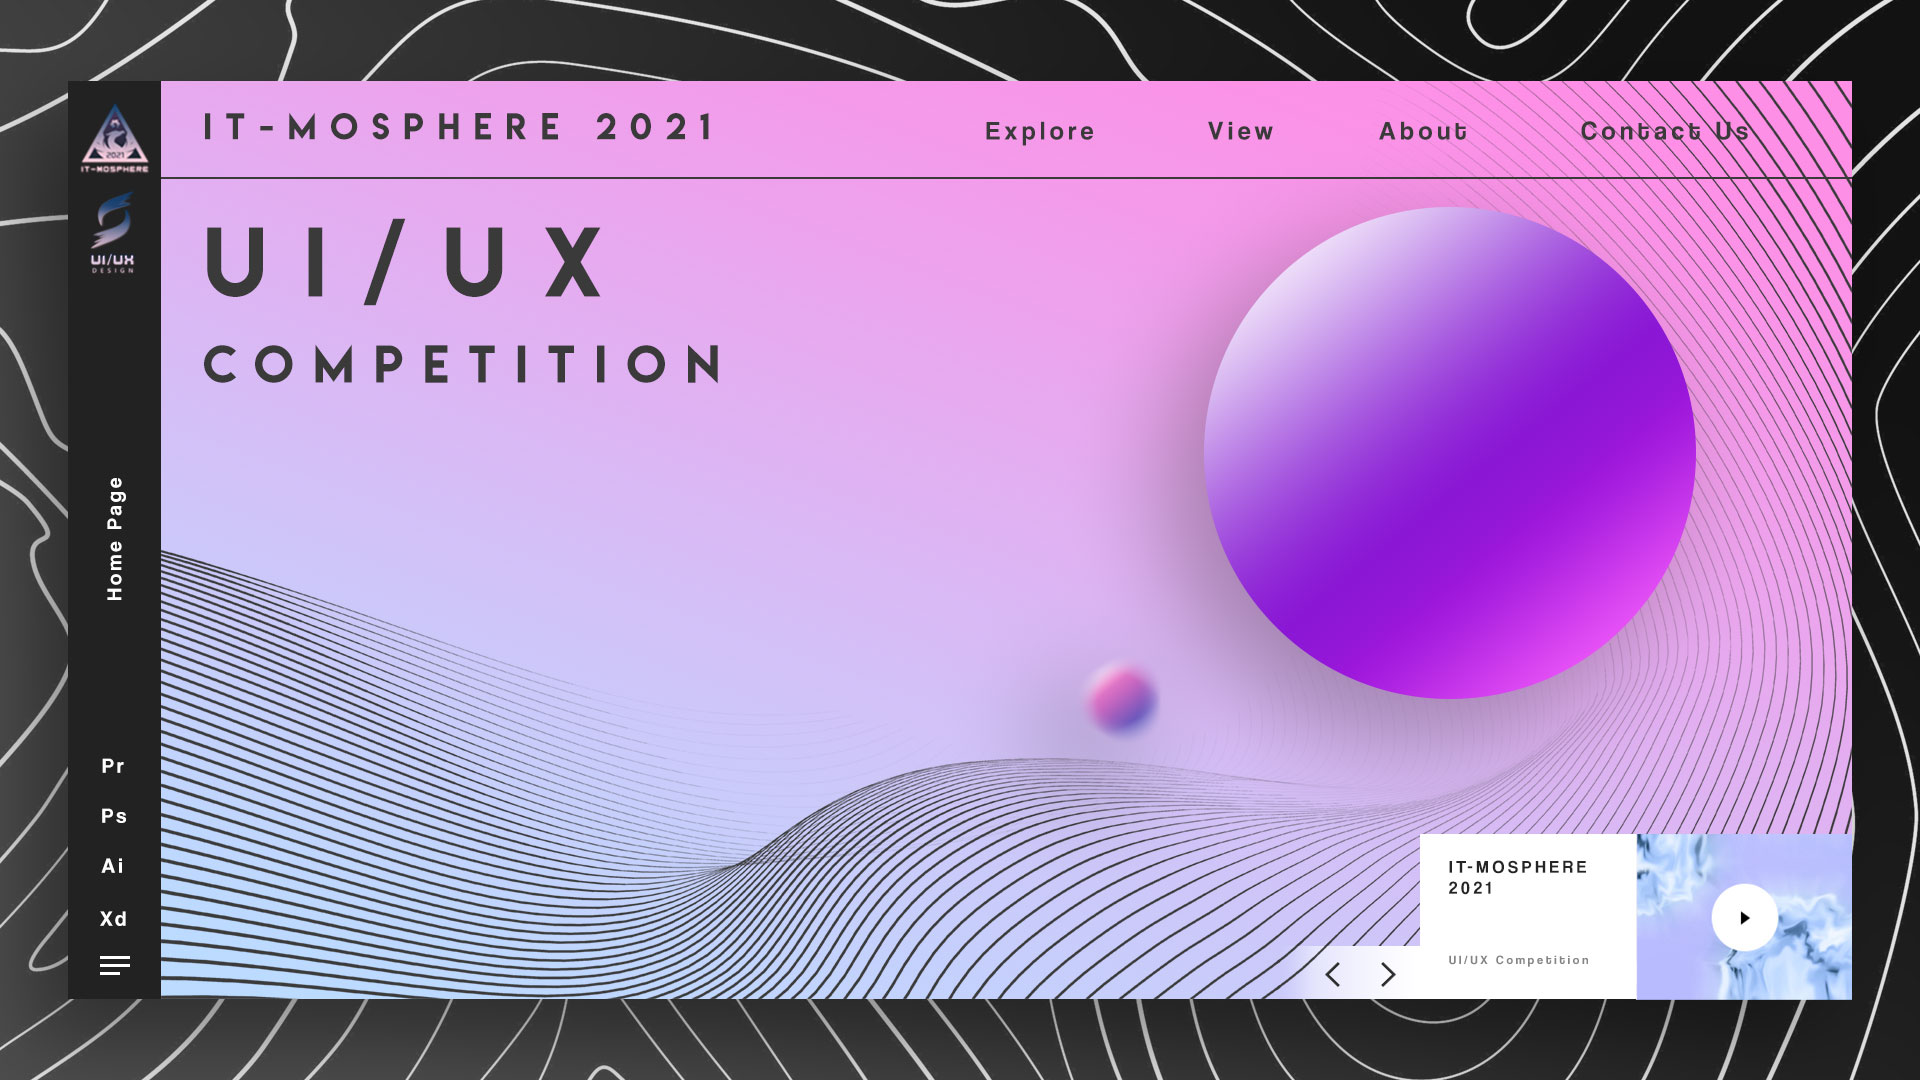 2021
IT-MOSPHERE
UI/UX
DESIGN
Home Page
Pr
Ps
Ai
Xd
IT-MOSPHERE 2021
Explore
View
About
Contact Us
UI/UX
COMPETITION
IT-MOSPHERE
2021
UI/UX Competition